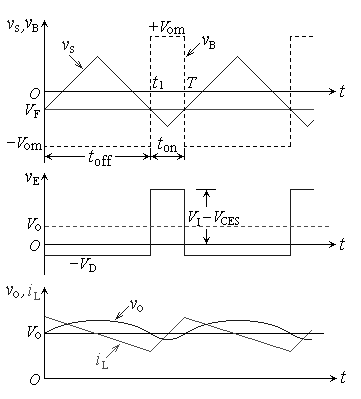 vS,vB
+Vom
vS
vB
O
t1
T
t
VF
−Vom
toff
ton
vE
VO
VI−VCES
O
t
−VD
vO,iL
vO
VO
iL
O
t